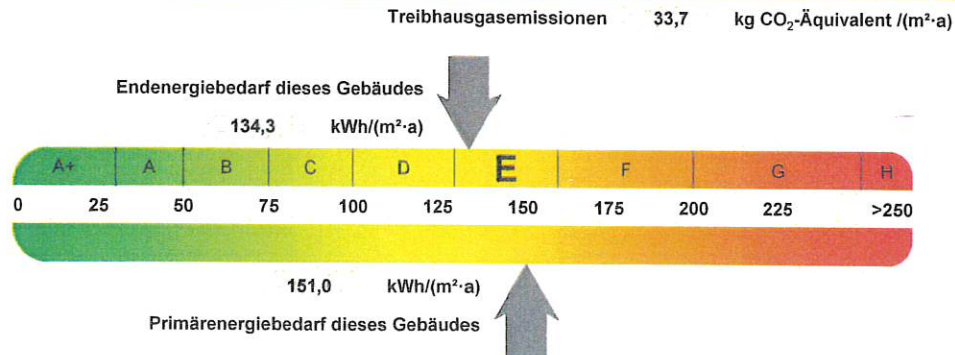 Treibhausgasemissionen 33,7 kg CO₂-Äquivalent /(m²·a)
Endenergiebedarf dieses Gebäudes
134,3 kWh/(m²·a)
A+ A B C D E F G H
0 25 50 75 100 125 150 175 200 225 >250
151,0 kWh/(m²·a)
Primärenergiebedarf dieses Gebäudes